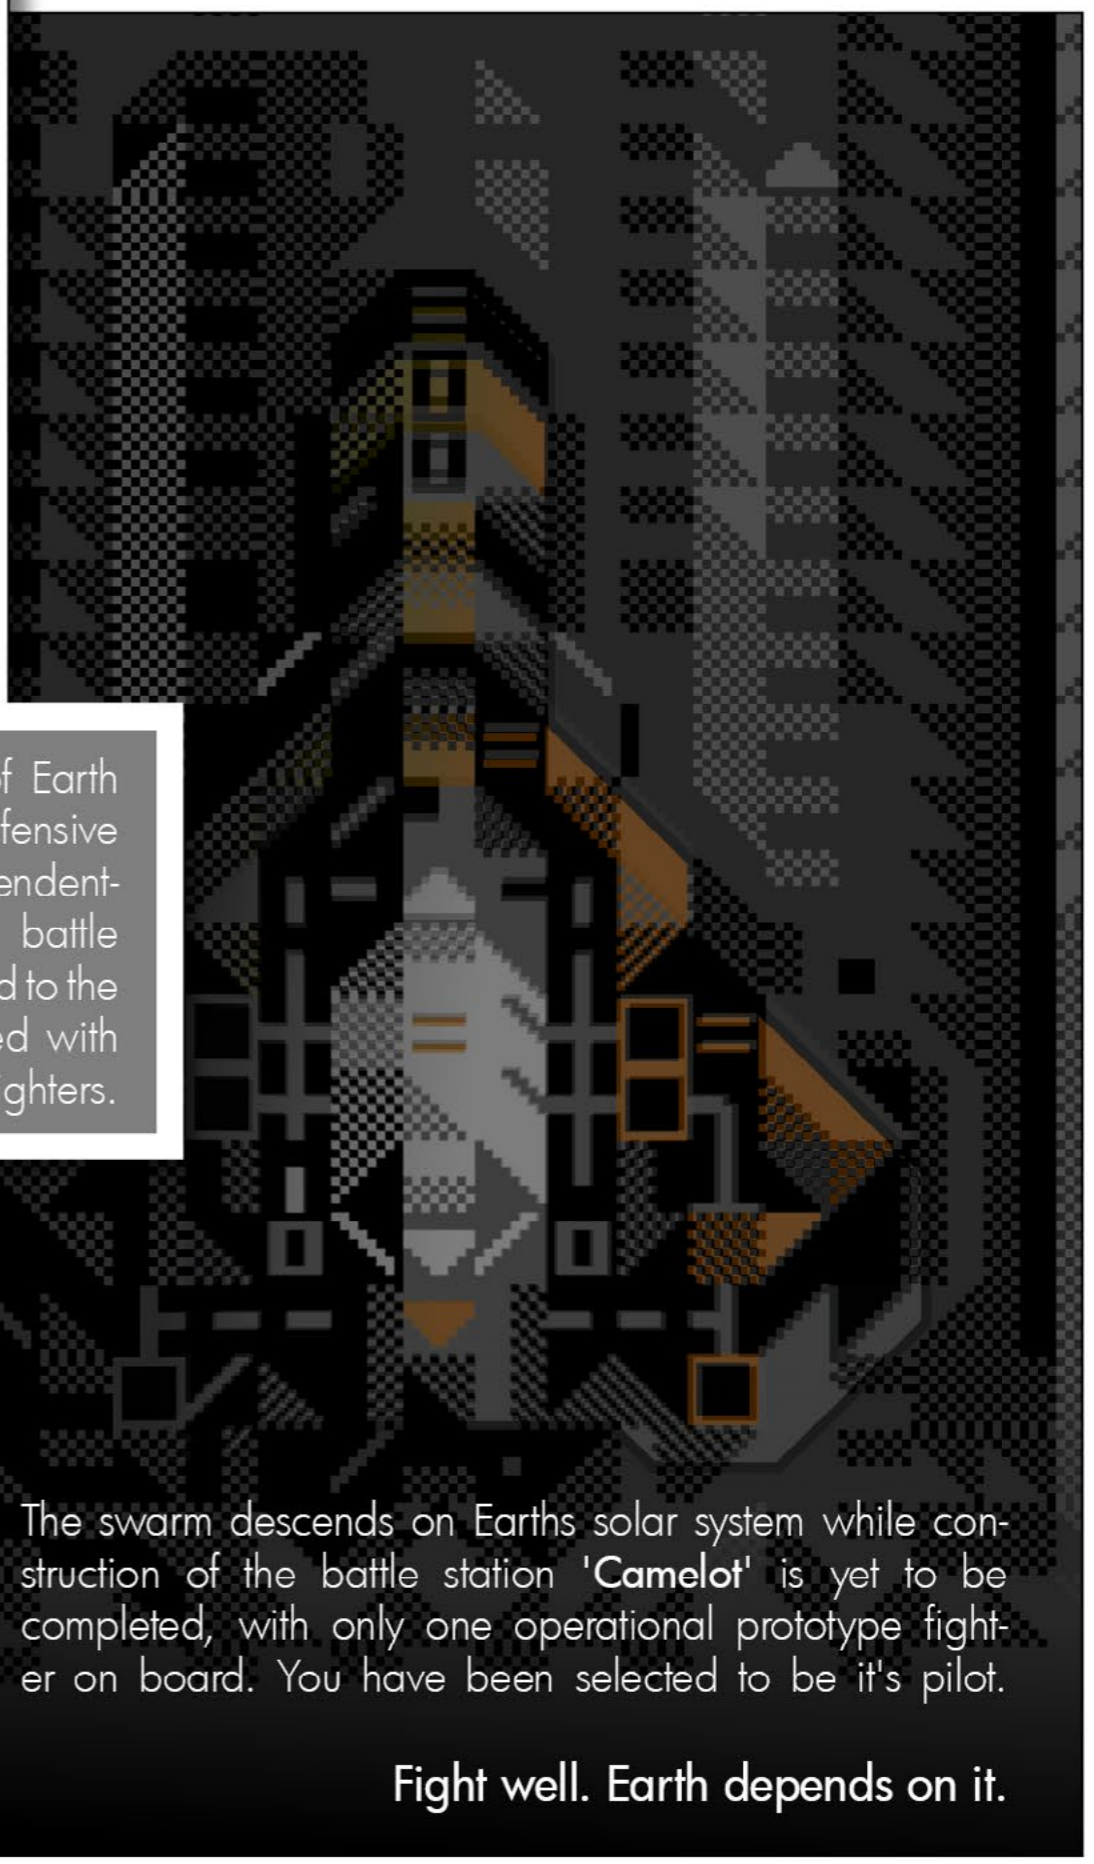 of Earth
fensive
endent-
battle
d to the
ed with
ighters.
The swarm descends on Earths solar system while con-
struction of the battle station 'Camelot' is yet to be
completed, with only one operational prototype fight-
er on board. You have been selected to be it's pilot.
Fight well. Earth depends on it.